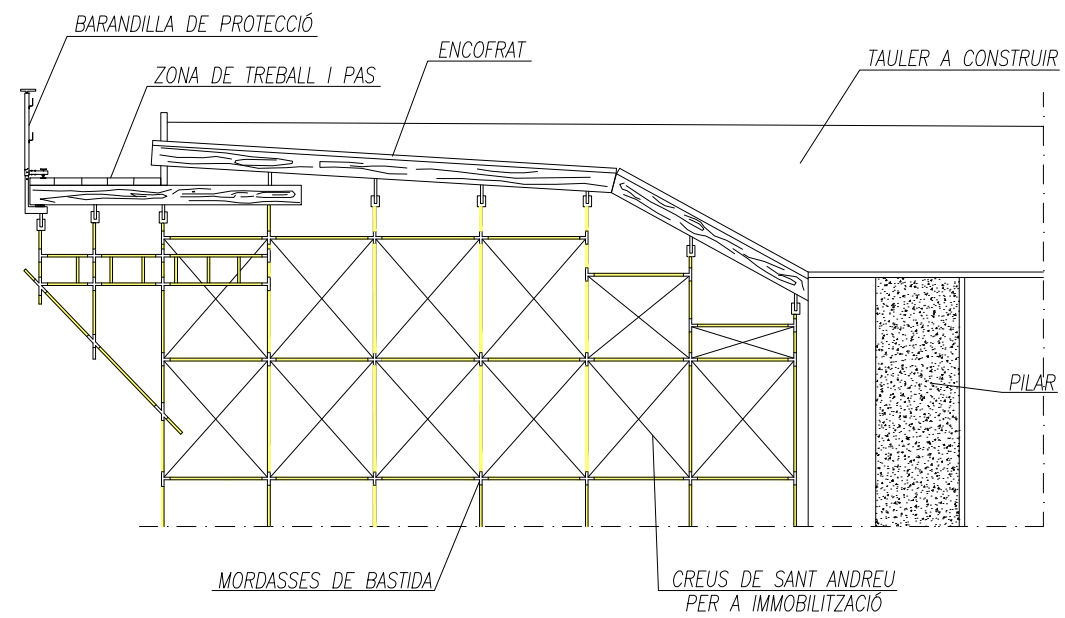 BARANDILLA DE PROTECCIÓ
ENCOFRAT
TAULER A CONSTRUIR
ZONA DE TREBALL I PAS
PILAR
MORDASSES DE BASTIDA
CREUS DE SANT ANDREU
PER A IMMOBILITZACIÓ